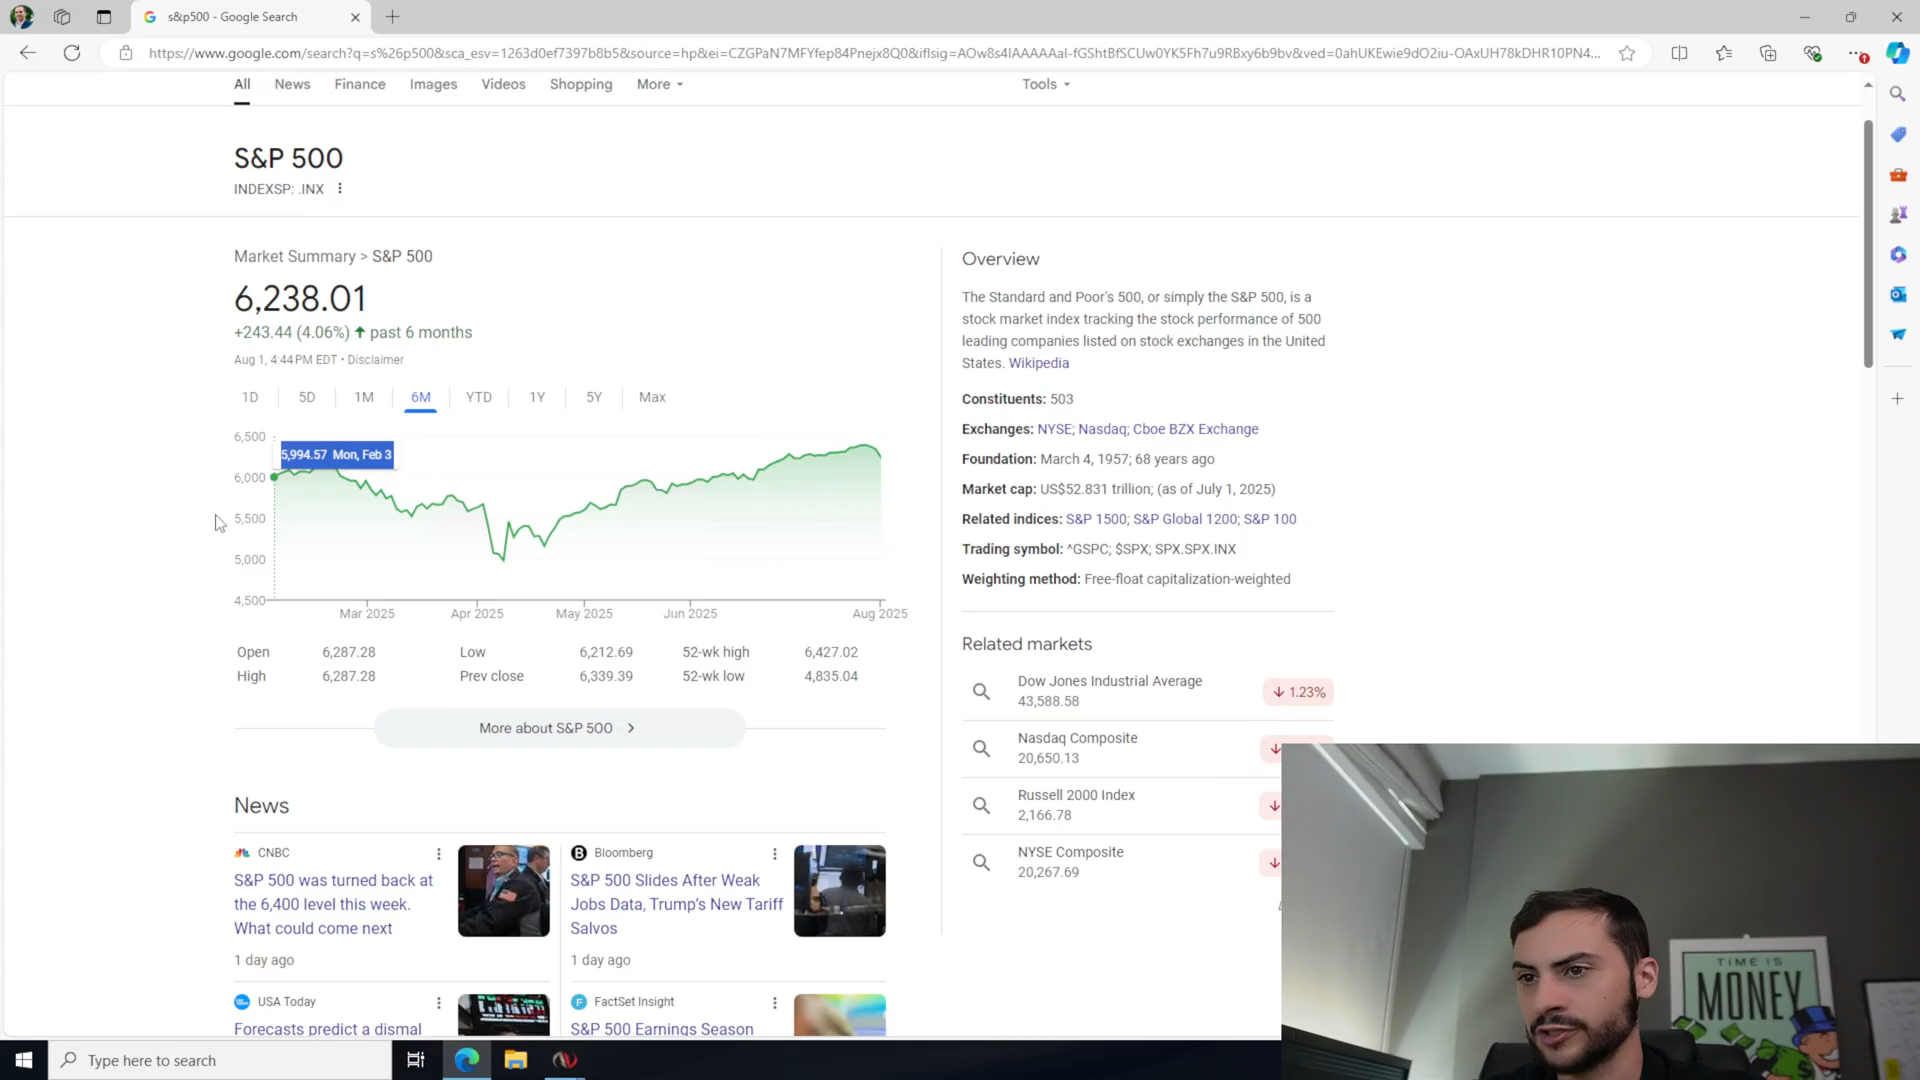 s&p500 - Google Search
https://www.google.com/search?q=s%26p500&sca_esv=1263d0ef7397b8b5&source=hp&ei=CZGPaN7MFYfep84Pnejx8Q0&iflsig=AOw8s4IAAAAAaI-fGShtBfSCUw0YK5Fh7u9RBxy6b9bv&ved=0ahUKEwie9dO2iu-OAxUH78kDHR10PN4...
All News Finance Images Videos Shopping More Tools
S&P 500
INDEXSP: .INX
Market Summary > S&P 500
6,238.01
+243.44 (4.06%) ↑ past 6 months
Aug 1, 4:44 PM EDT • Disclaimer
1D 5D 1M 6M YTD 1Y 5Y Max
6,500
5,994.57 Mon, Feb 3
6,000
5,500
5,000
4,500
Mar 2025 Apr 2025 May 2025 Jun 2025 Aug 2025
Open 6,287.28 Low 6,212.69 52-wk high 6,427.02
High 6,287.28 Prev close 6,339.39 52-wk low 4,835.04
More about S&P 500
News
CNBC
S&P 500 was turned back at
the 6,400 level this week.
What could come next
1 day ago
Bloomberg
S&P 500 Slides After Weak
Jobs Data, Trump's New Tariff
Salvos
1 day ago
USA Today
Forecasts predict a dismal
FactSet Insight
S&P 500 Earnings Season
Overview
The Standard and Poor's 500, or simply the S&P 500, is a
stock market index tracking the stock performance of 500
leading companies listed on stock exchanges in the United
States. Wikipedia
Constituents: 503
Exchanges: NYSE; Nasdaq; Cboe BZX Exchange
Foundation: March 4, 1957; 68 years ago
Market cap: US$52.831 trillion; (as of July 1, 2025)
Related indices: S&P 1500; S&P Global 1200; S&P 100
Trading symbol: ^GSPC; $SPX; SPX.SPX.INX
Weighting method: Free-float capitalization-weighted
Related markets
Dow Jones Industrial Average
43,588.58
↓ 1.23%
Nasdaq Composite
20,650.13
Russell 2000 Index
2,166.78
NYSE Composite
20,267.69
TIME IS
MONEY
Type here to search